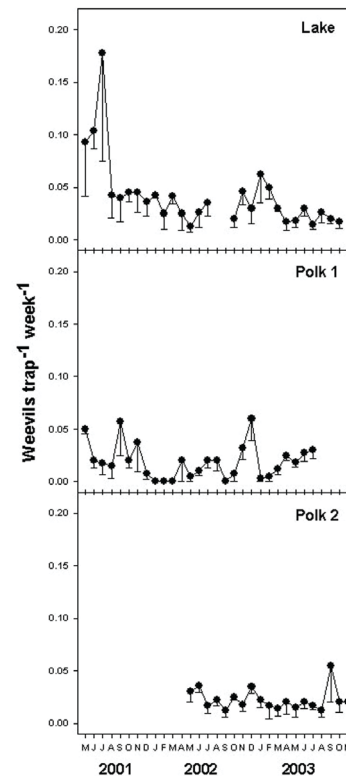 Lake
0.20
0.15
0.10
0.05
0.00
Polk 1
0.20
0.15
0.10
0.05
0.00
Polk 2
0.20
0.15
0.10
0.05
0.00
Weevils trap⁻¹ week⁻¹
M J J A S O N D J F M A M J J A S O N D J F M A M J J A S O
2001 2002 2003